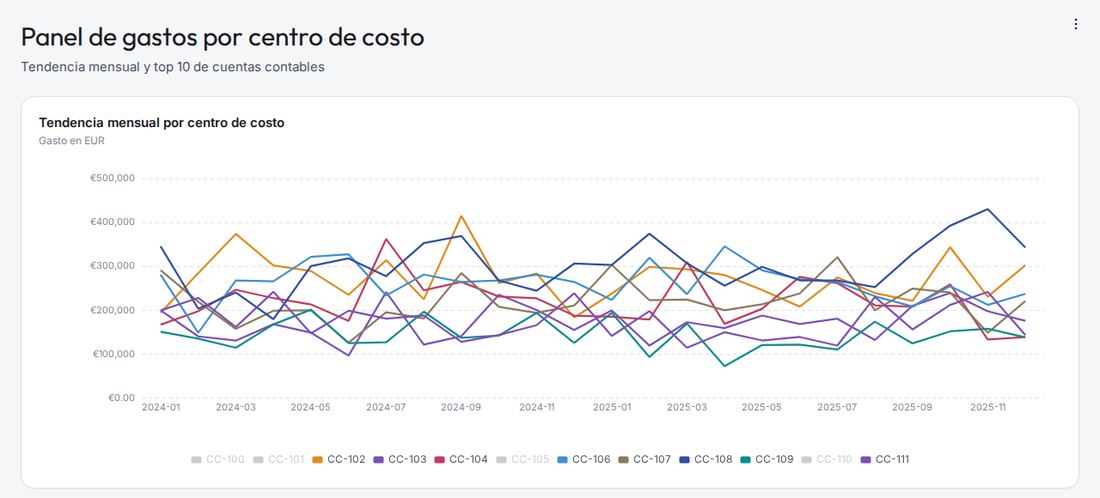 Panel de gastos por centro de costo
Tendencia mensual y top 10 de cuentas contables
Tendencia mensual por centro de costo
Gasto en EUR
€500,000
€400,000
€300,000
€200,000
€100,000
€0.00
2024-01 2024-03 2024-05 2024-07 2024-09 2024-11 2025-01 2025-03 2025-05 2025-07 2025-09 2025-11
CC-100 CC-101 CC-102 CC-103 CC-104 CC-105 CC-106 CC-107 CC-108 CC-109 CC-110 CC-111